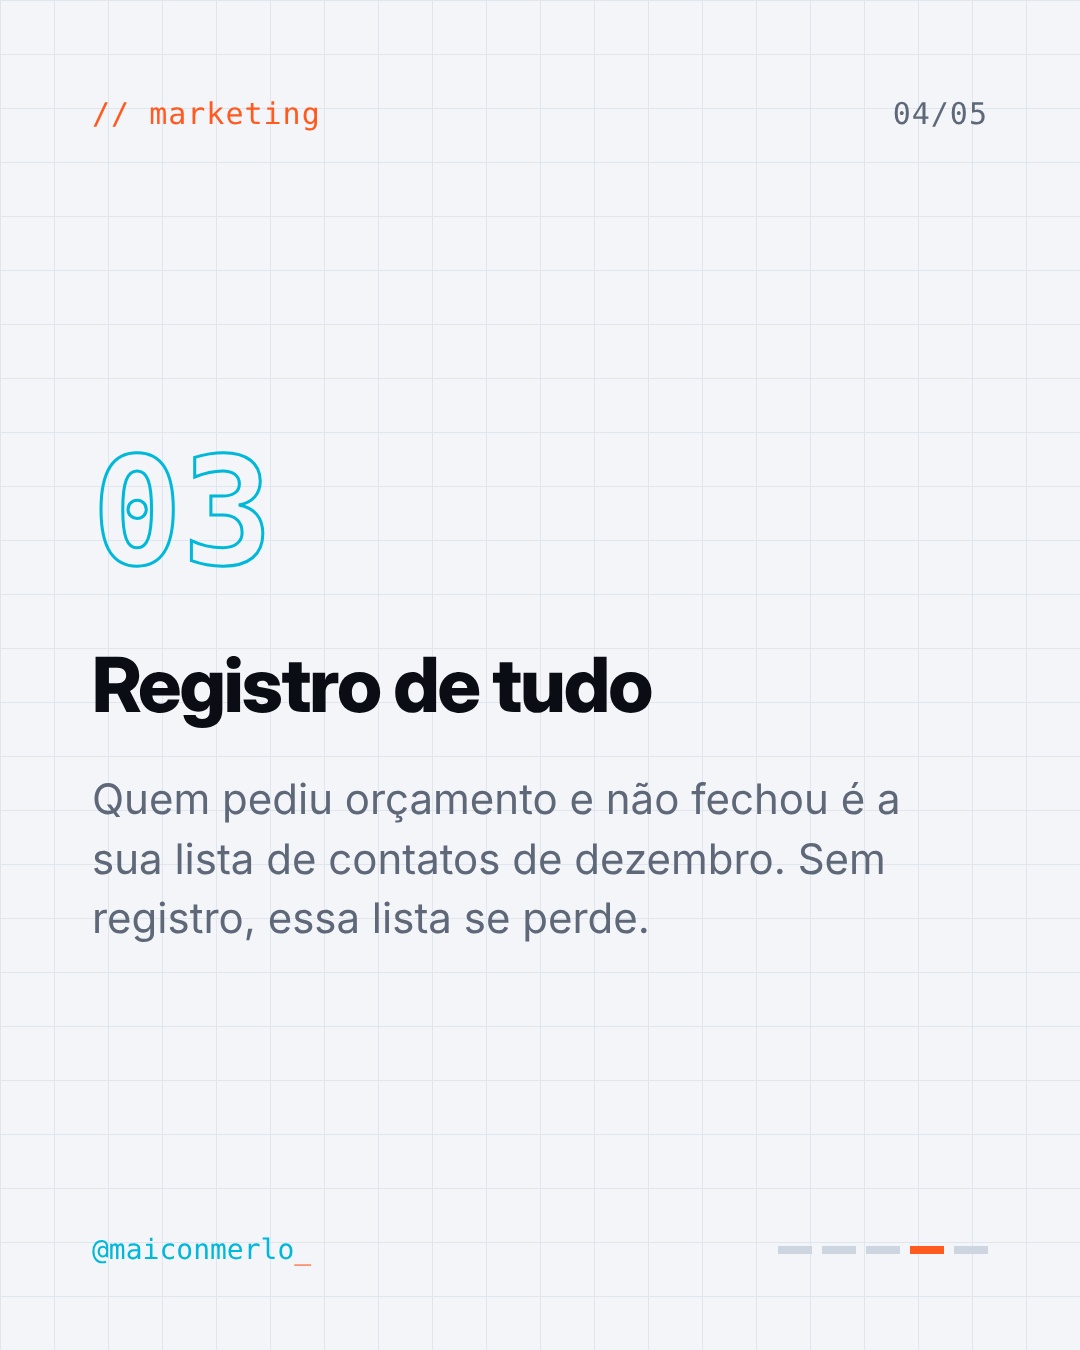 // marketing
04/05
03
Registro de tudo
Quem pediu orçamento e não fechou é a
sua lista de contatos de dezembro. Sem
registro, essa lista se perde.
@maiconmerlo_